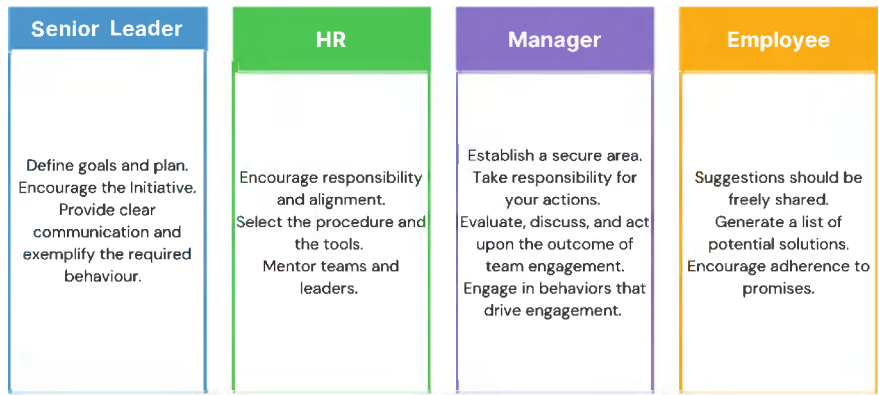 Senior Leader
Define goals and plan.
Encourage the Initiative.
Provide clear
communication and
exemplify the required
behaviour.
HR
Encourage responsibility
and alignment.
Select the procedure and
the tools.
Mentor teams and
leaders.
Manager
Establish a secure area.
Take responsibility for
your actions.
Evaluate, discuss, and act
upon the outcome of
team engagement.
Engage in behaviors that
drive engagement.
Employee
Suggestions should be
freely shared.
Generate a list of
potential solutions.
Encourage adherence to
promises.